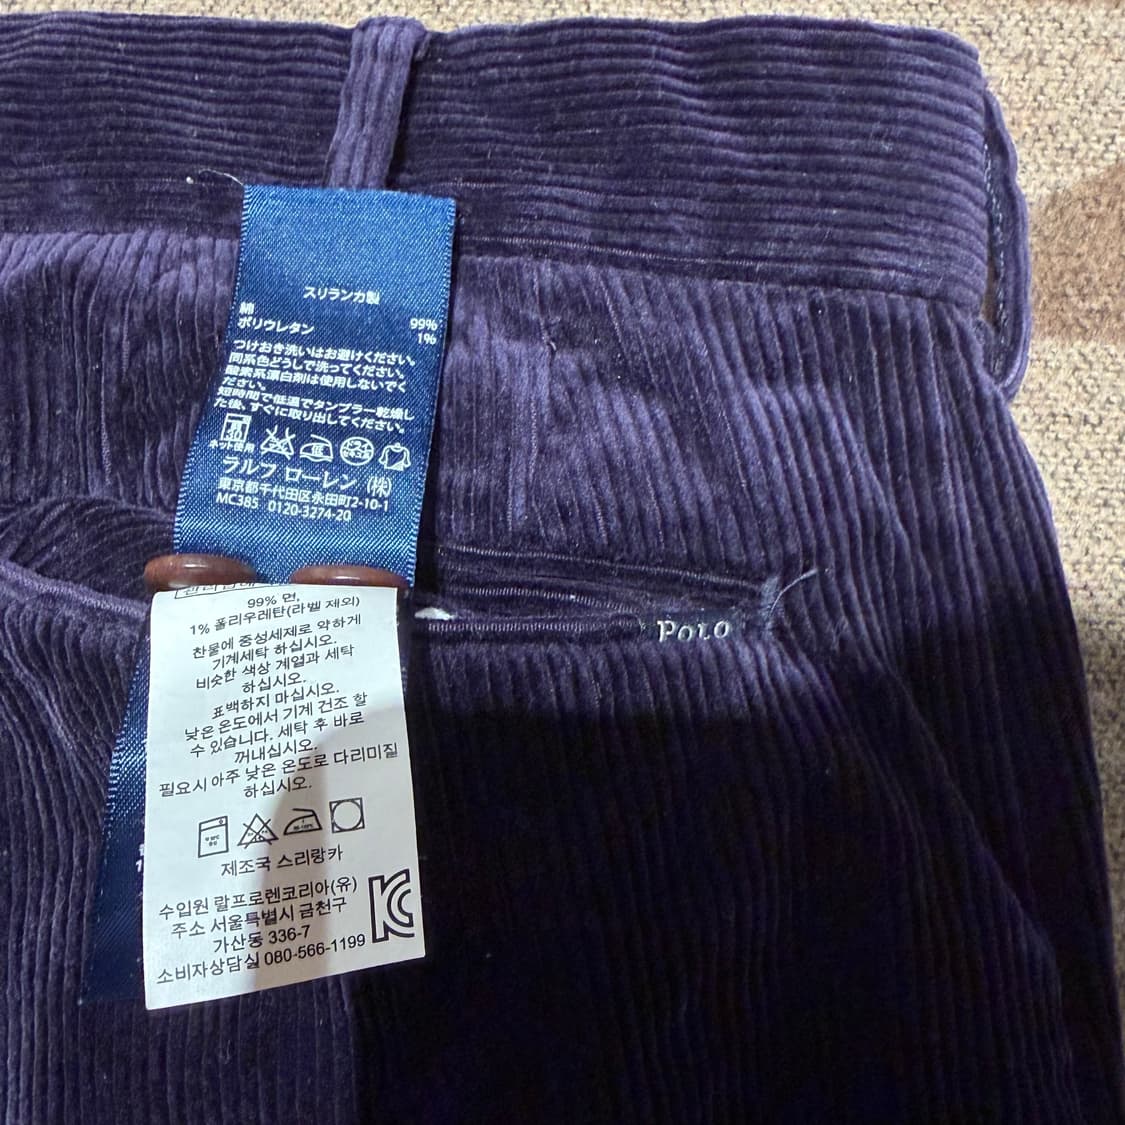 スリランカ製
綿 99%
ポリウレタン 1%
つけおき洗いはお避けください。
同系色どうしで洗ってください。
酸素系漂白剤は使用しないでく
ださい。
短時間で低温でタンブラー乾燥し
た後、すぐに取り出してください。
ネット使用
ラルフ ローレン (株)
東京都千代田区永田町2-10-1
MC385 0120-3274-20
POLO
99% 면,
1% 폴리우레탄(라벨 제외)
찬물에 중성세제로 약하게
기계세탁 하십시오.
비슷한 색상 계열과 세탁
하십시오.
표백하지 마십시오.
낮은 온도에서 기계 건조 할
수 있습니다. 세탁 후 바로
꺼내십시오.
필요시 아주 낮은 온도로 다리미질
하십시오.
제조국 스리랑카
수입원 랄프로렌코리아(유)
주소 서울특별시 금천구
가산동 336-7
소비자상담실 080-566-1199